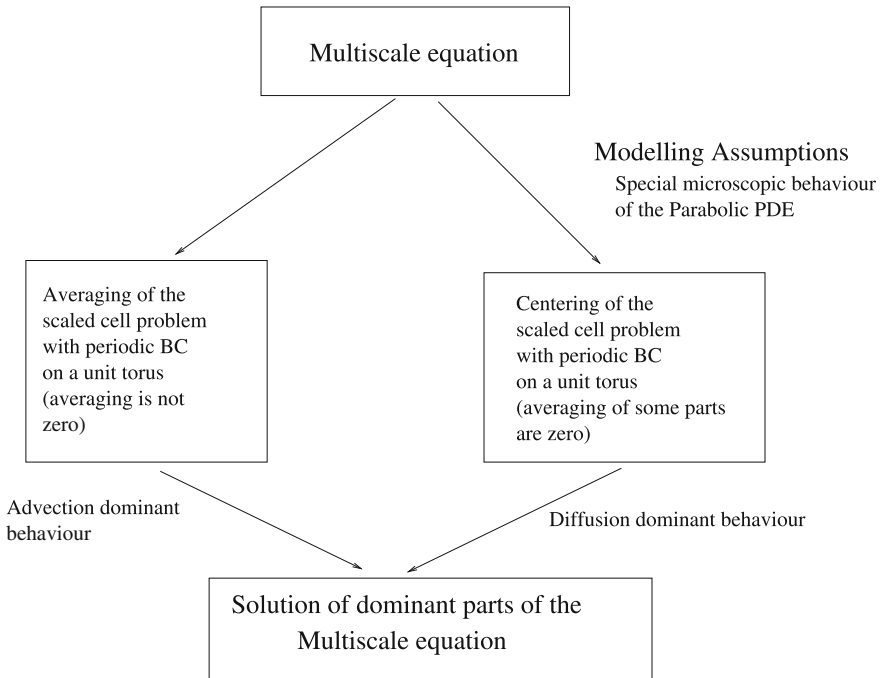 Multiscale equation
Modelling Assumptions
Special microscopic behaviour
of the Parabolic PDE
Averaging of the
scaled cell problem
with periodic BC
on a unit torus
(averaging is not
zero)
Centering of the
scaled cell problem
with periodic BC
on a unit torus
(averaging of some parts
are zero)
Advection dominant
behaviour
Diffusion dominant behaviour
Solution of dominant parts of the
Multiscale equation